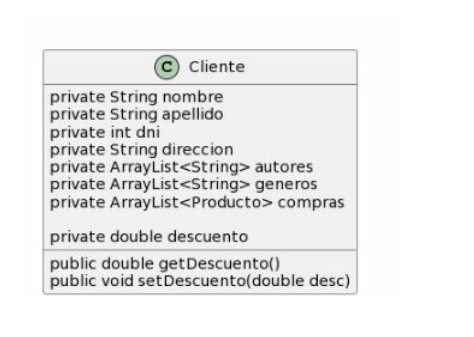 C Cliente
private String nombre
private String apellido
private int dni
private String direccion
private ArrayList<String> autores
private ArrayList<String> generos
private ArrayList<Producto> compras
private double descuento
public double getDescuento()
public void setDescuento(double desc)